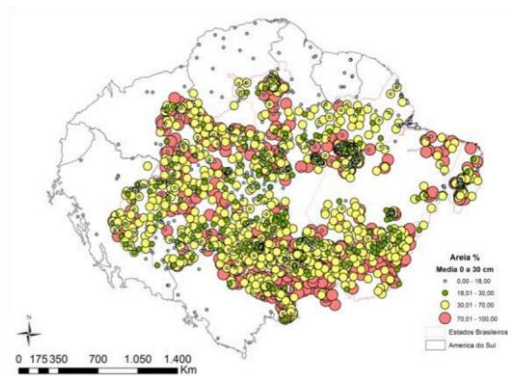 Areia %
Media 0 a 30 cm
0,00 - 18,00
18,01 - 30,00
30,01 - 70,00
70,01 - 100,00
Estados Brasileiros
America do Sul
N
0 175 350 700 1.050 1.400
Km